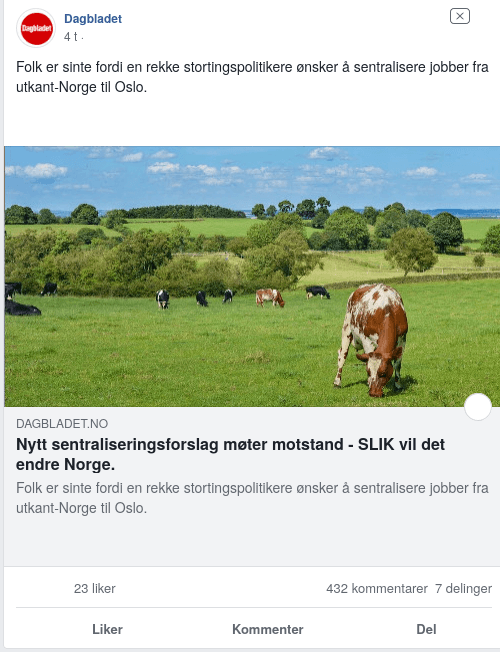 Dagbladet
Dagbladet
4 t ·
Folk er sinte fordi en rekke stortingspolitikere ønsker å sentralisere jobber fra
utkant-Norge til Oslo.
DAGBLADET.NO
Nytt sentraliseringsforslag møter motstand - SLIK vil det
endre Norge.
Folk er sinte fordi en rekke stortingspolitikere ønsker å sentralisere jobber fra
utkant-Norge til Oslo.
23 liker 432 kommentarer 7 delinger
Liker Kommenter Del